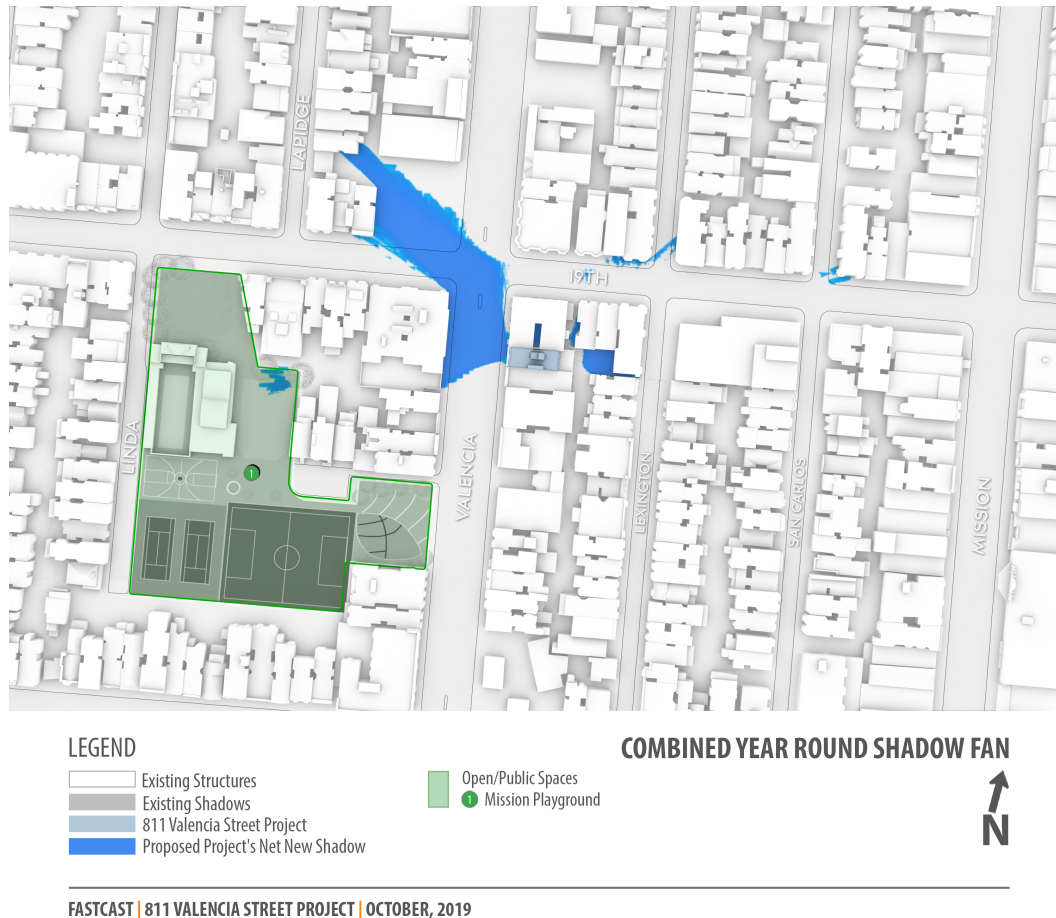 LAPIDGE
19TH
LINDA
1
VALENCIA
LEXINGTON
SAN CARLOS
MISSION
LEGEND
Existing Structures
Existing Shadows
811 Valencia Street Project
Proposed Project's Net New Shadow
Open/Public Spaces
1 Mission Playground
COMBINED YEAR ROUND SHADOW FAN
N
FASTCAST | 811 VALENCIA STREET PROJECT | OCTOBER, 2019